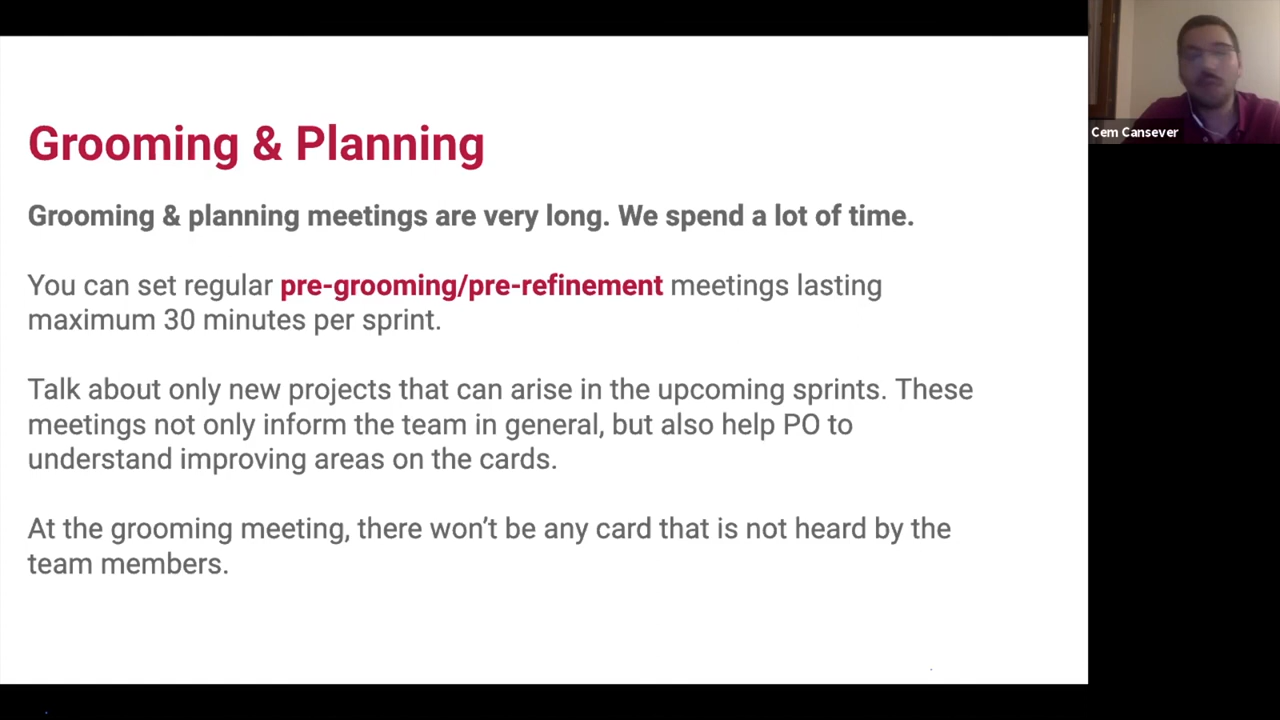 Grooming & Planning
Grooming & planning meetings are very long. We spend a lot of time.
You can set regular pre-grooming/pre-refinement meetings lasting
maximum 30 minutes per sprint.
Talk about only new projects that can arise in the upcoming sprints. These
meetings not only inform the team in general, but also help PO to
understand improving areas on the cards.
At the grooming meeting, there won’t be any card that is not heard by the
team members.
Cem Cansever